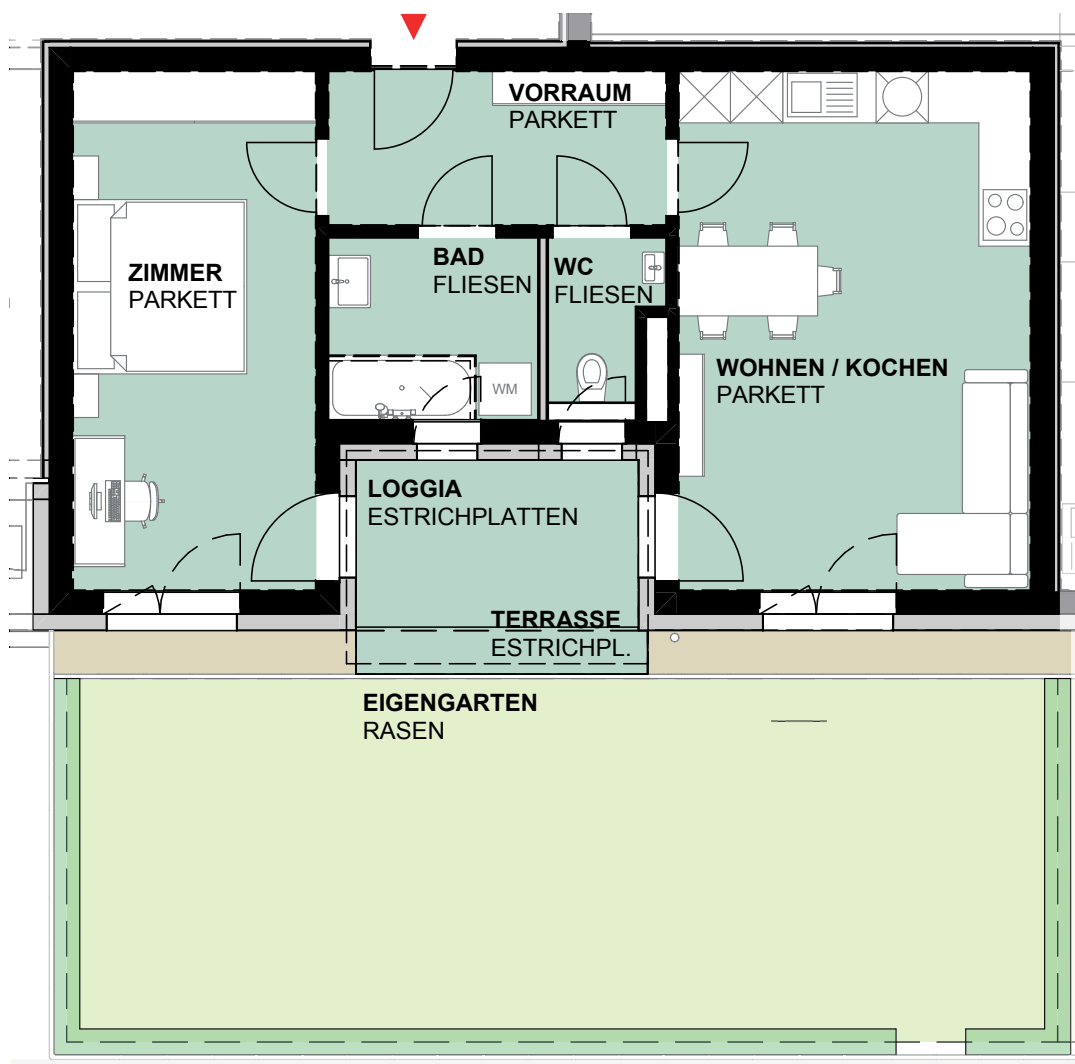 VORRAUM
PARKETT
BAD
FLIESEN
WC
FLIESEN
ZIMMER
PARKETT
WOHNEN / KOCHEN
PARKETT
WM
LOGGIA
ESTRICHPLATTEN
TERRASSE
ESTRICHPL.
EIGENGARTEN
RASEN